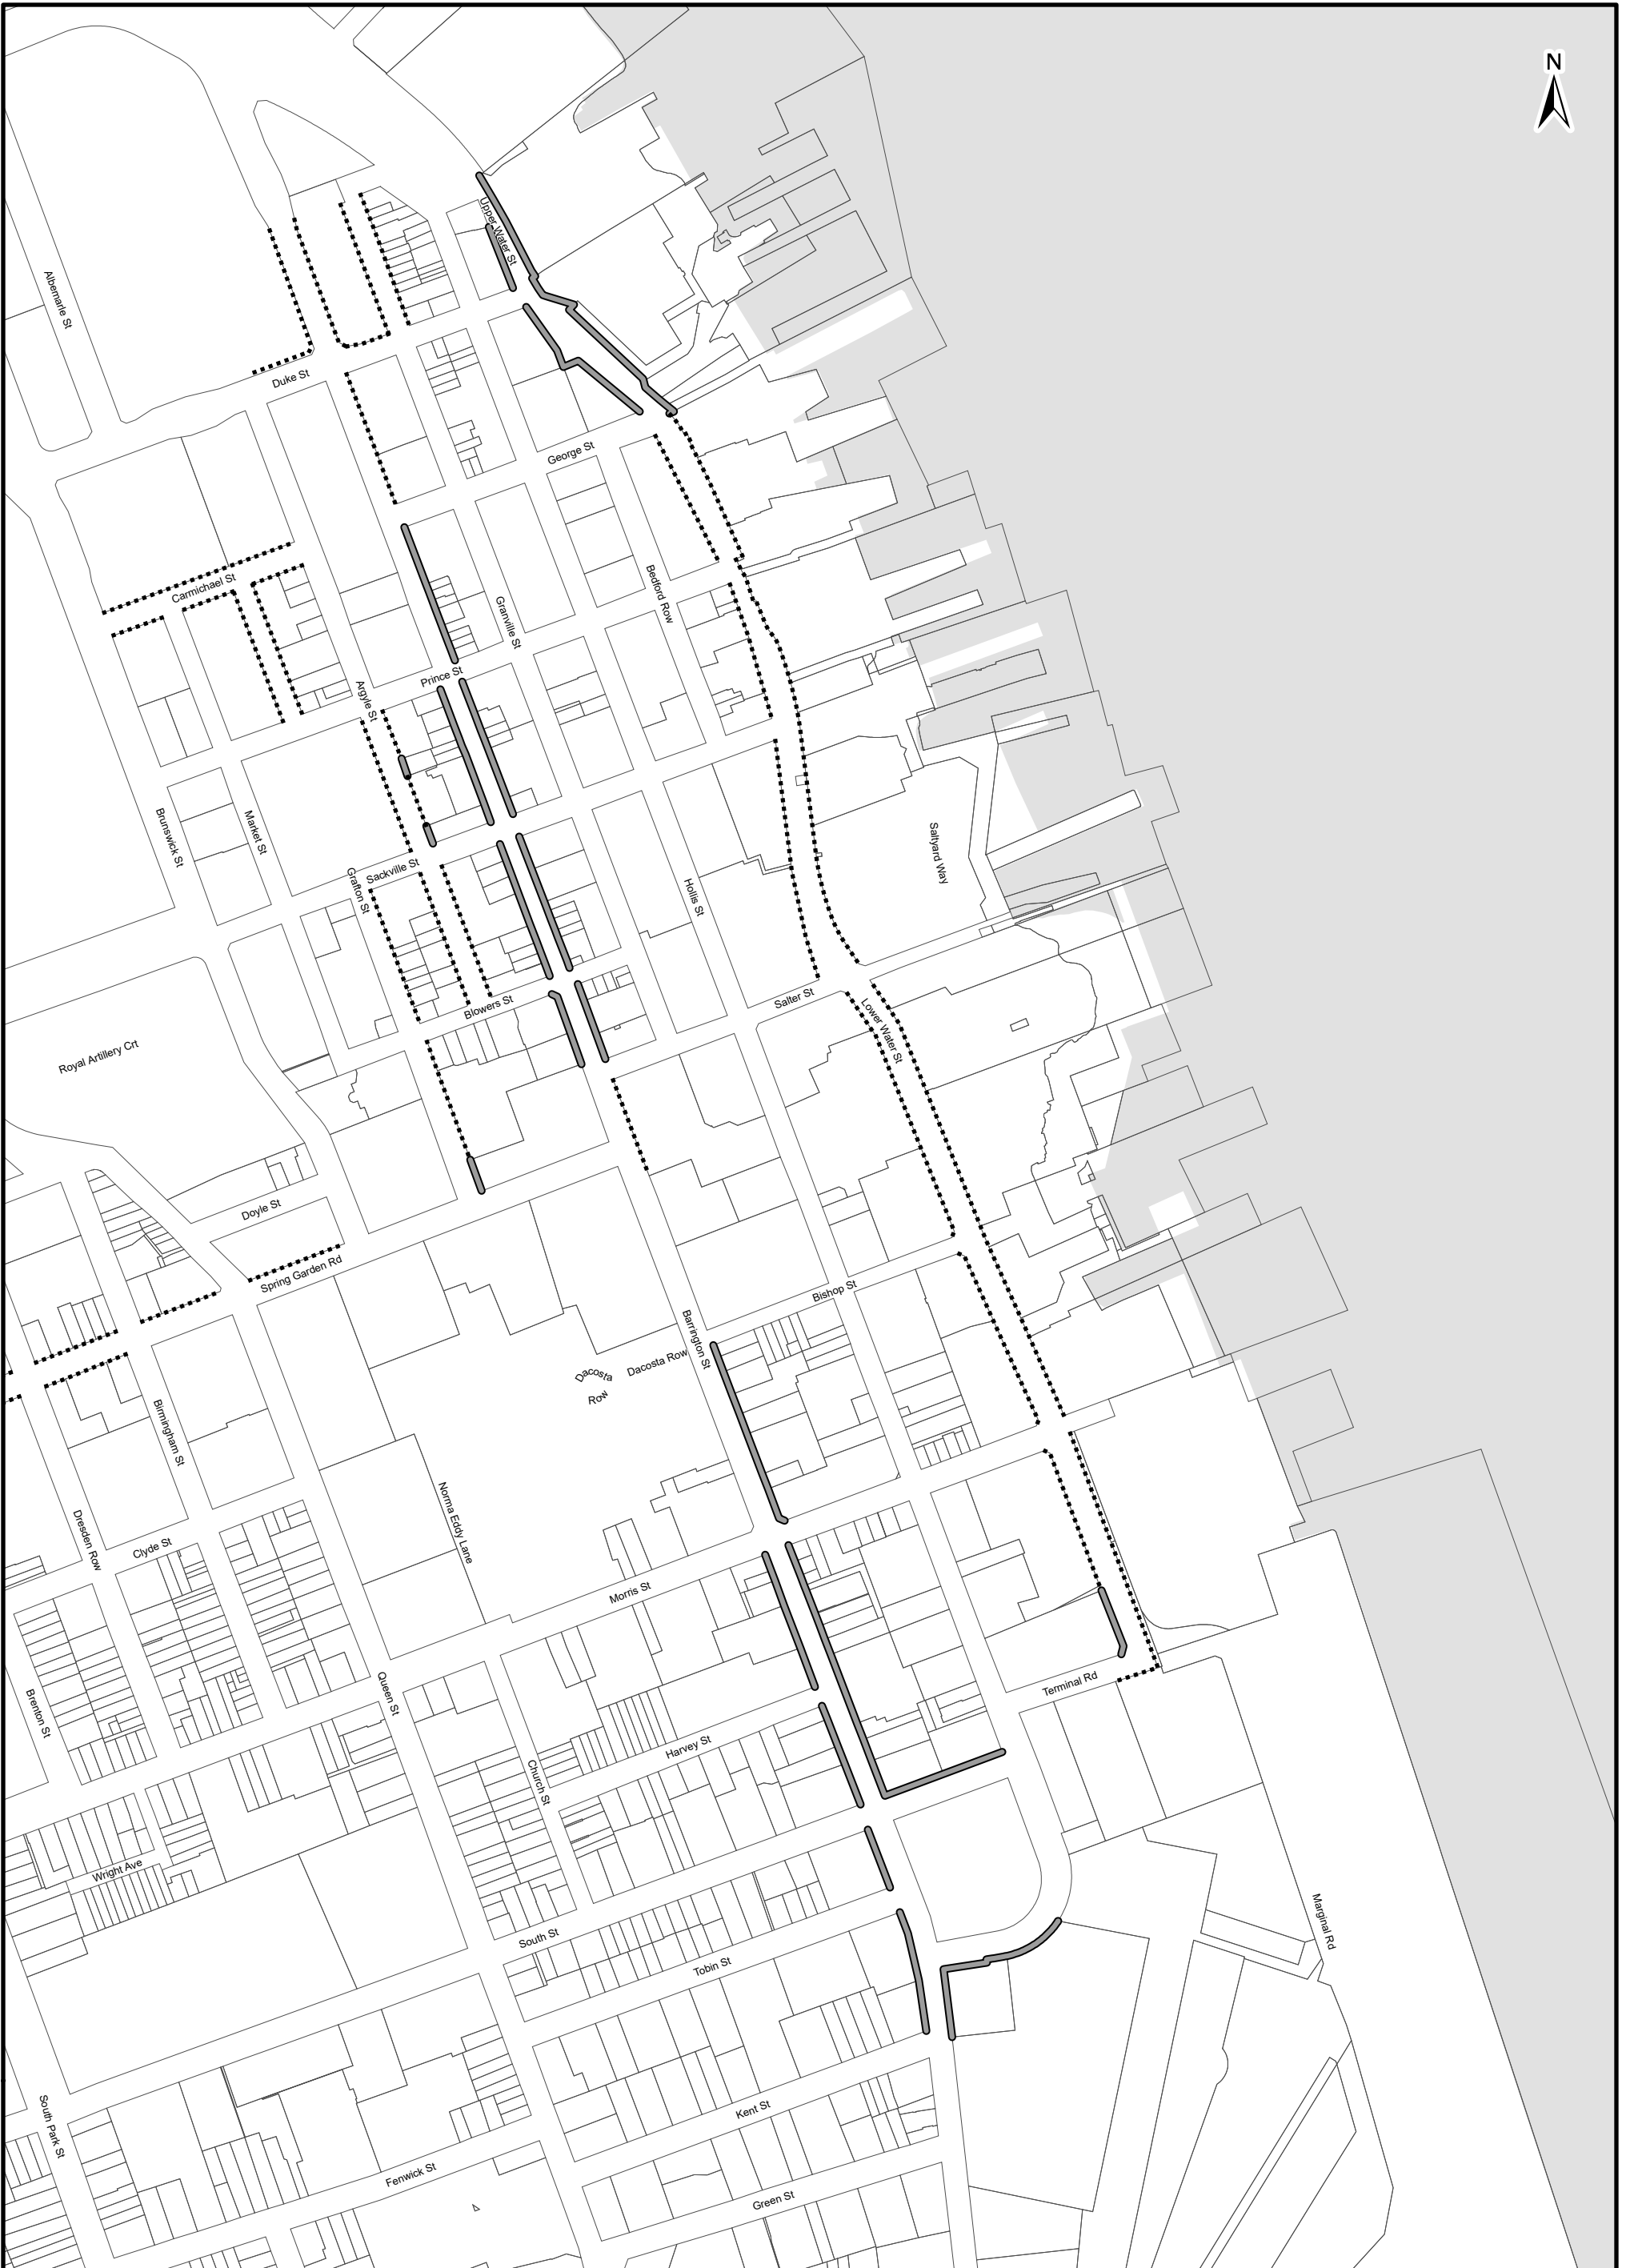 N
Upper Water St
Albemarle St
Duke St
George St
Carmichael St
Bedford Row
Granville St
Prince St
Argyle St
Brunswick St
Market St
Saltyard Way
Sackville St
Grafton St
Hollis St
Blowers St
Salter St
Lower Water St
Royal Artillery Crt
Doyle St
Spring Garden Rd
Bishop St
Barrington St
Dacosta Row
Dacosta
Row
Birmingham St
Norma Eddy Lane
Dresden Row
Clyde St
Morris St
Terminal Rd
Queen St
Brenton St
Harvey St
Church St
Wright Ave
Marginal Rd
South St
Tobin St
South Park St
Kent St
Fenwick St
Green St